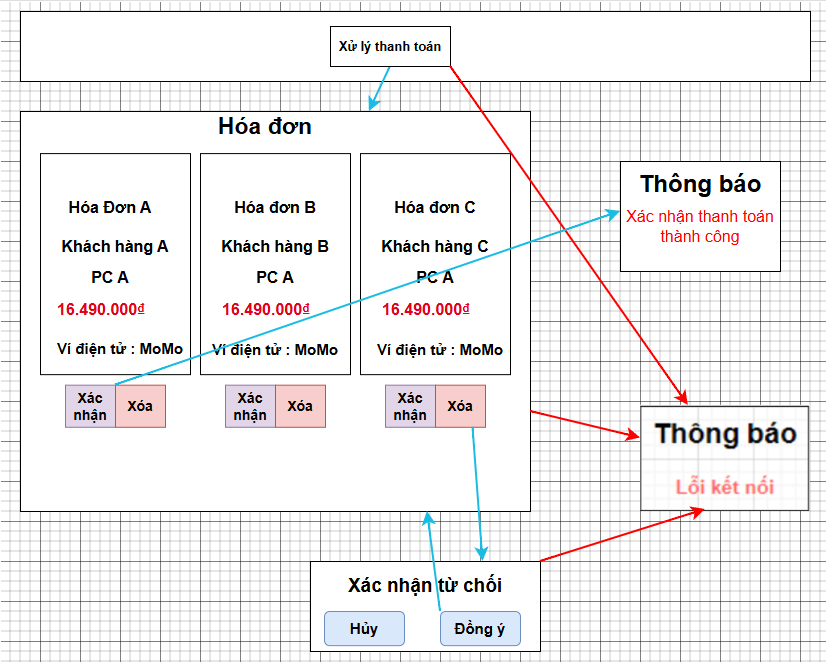 Xử lý thanh toán
Hóa đơn
Hóa Đơn A
Khách hàng A
PC A
16.490.000₫
Ví điện tử : MoMo
Xác
nhận
Xóa
Hóa đơn B
Khách hàng B
PC A
16.490.000₫
Ví điện tử : MoMo
Xác
nhận
Xóa
Hóa đơn C
Khách hàng C
PC A
16.490.000₫
Ví điện tử : MoMo
Xác
nhận
Xóa
Thông báo
Xác nhận thanh toán
thành công
Thông báo
Lỗi kết nối
Xác nhận từ chối
Hủy
Đồng ý